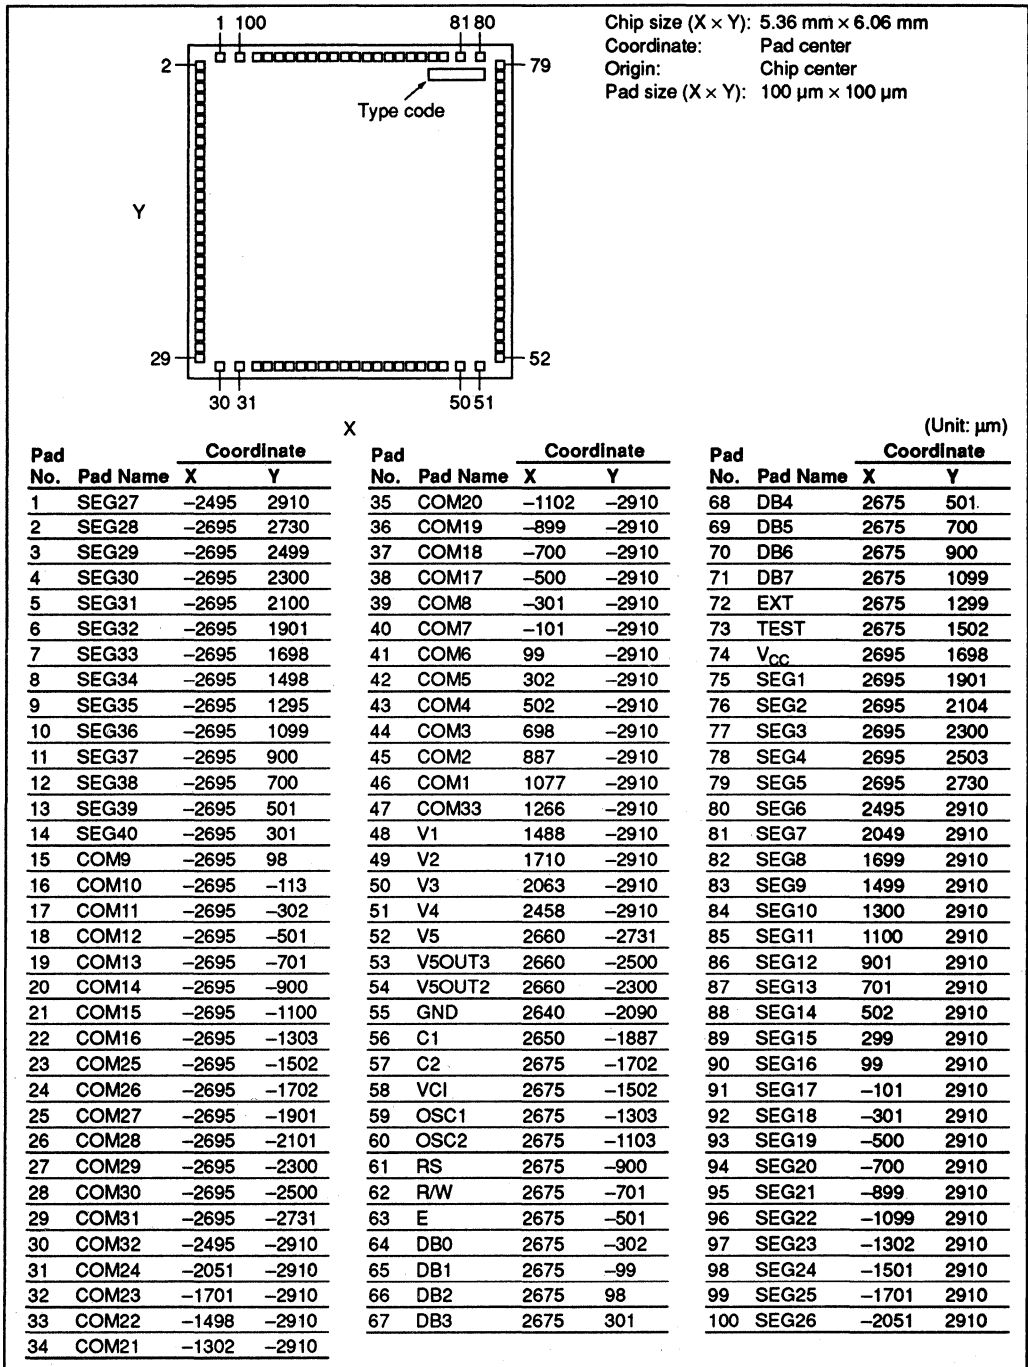 1 100 81 80
2 79
Type code
Y
29 52
30 31 50 51
X
Chip size (X × Y): 5.36 mm × 6.06 mm
Coordinate: Pad center
Origin: Chip center
Pad size (X × Y): 100 µm × 100 µm
(Unit: µm)
Pad No. Pad Name Coordinate X Y
1 SEG27 –2495 2910
2 SEG28 –2695 2730
3 SEG29 –2695 2499
4 SEG30 –2695 2300
5 SEG31 –2695 2100
6 SEG32 –2695 1901
7 SEG33 –2695 1698
8 SEG34 –2695 1498
9 SEG35 –2695 1295
10 SEG36 –2695 1099
11 SEG37 –2695 900
12 SEG38 –2695 700
13 SEG39 –2695 501
14 SEG40 –2695 301
15 COM9 –2695 98
16 COM10 –2695 –113
17 COM11 –2695 –302
18 COM12 –2695 –501
19 COM13 –2695 –701
20 COM14 –2695 –900
21 COM15 –2695 –1100
22 COM16 –2695 –1303
23 COM25 –2695 –1502
24 COM26 –2695 –1702
25 COM27 –2695 –1901
26 COM28 –2695 –2101
27 COM29 –2695 –2300
28 COM30 –2695 –2500
29 COM31 –2695 –2731
30 COM32 –2495 –2910
31 COM24 –2051 –2910
32 COM23 –1701 –2910
33 COM22 –1498 –2910
34 COM21 –1302 –2910
Pad No. Pad Name Coordinate X Y
35 COM20 –1102 –2910
36 COM19 –899 –2910
37 COM18 –700 –2910
38 COM17 –500 –2910
39 COM8 –301 –2910
40 COM7 –101 –2910
41 COM6 99 –2910
42 COM5 302 –2910
43 COM4 502 –2910
44 COM3 698 –2910
45 COM2 887 –2910
46 COM1 1077 –2910
47 COM33 1266 –2910
48 V1 1488 –2910
49 V2 1710 –2910
50 V3 2063 –2910
51 V4 2458 –2910
52 V5 2660 –2731
53 V5OUT3 2660 –2500
54 V5OUT2 2660 –2300
55 GND 2640 –2090
56 C1 2650 –1887
57 C2 2675 –1702
58 VCI 2675 –1502
59 OSC1 2675 –1303
60 OSC2 2675 –1103
61 RS 2675 –900
62 R/W 2675 –701
63 E 2675 –501
64 DB0 2675 –302
65 DB1 2675 –99
66 DB2 2675 98
67 DB3 2675 301
Pad No. Pad Name Coordinate X Y
68 DB4 2675 501
69 DB5 2675 700
70 DB6 2675 900
71 DB7 2675 1099
72 EXT 2675 1299
73 TEST 2675 1502
74 VCC 2695 1698
75 SEG1 2695 1901
76 SEG2 2695 2104
77 SEG3 2695 2300
78 SEG4 2695 2503
79 SEG5 2695 2730
80 SEG6 2495 2910
81 SEG7 2049 2910
82 SEG8 1699 2910
83 SEG9 1499 2910
84 SEG10 1300 2910
85 SEG11 1100 2910
86 SEG12 901 2910
87 SEG13 701 2910
88 SEG14 502 2910
89 SEG15 299 2910
90 SEG16 99 2910
91 SEG17 –101 2910
92 SEG18 –301 2910
93 SEG19 –500 2910
94 SEG20 –700 2910
95 SEG21 –899 2910
96 SEG22 –1099 2910
97 SEG23 –1302 2910
98 SEG24 –1501 2910
99 SEG25 –1701 2910
100 SEG26 –2051 2910